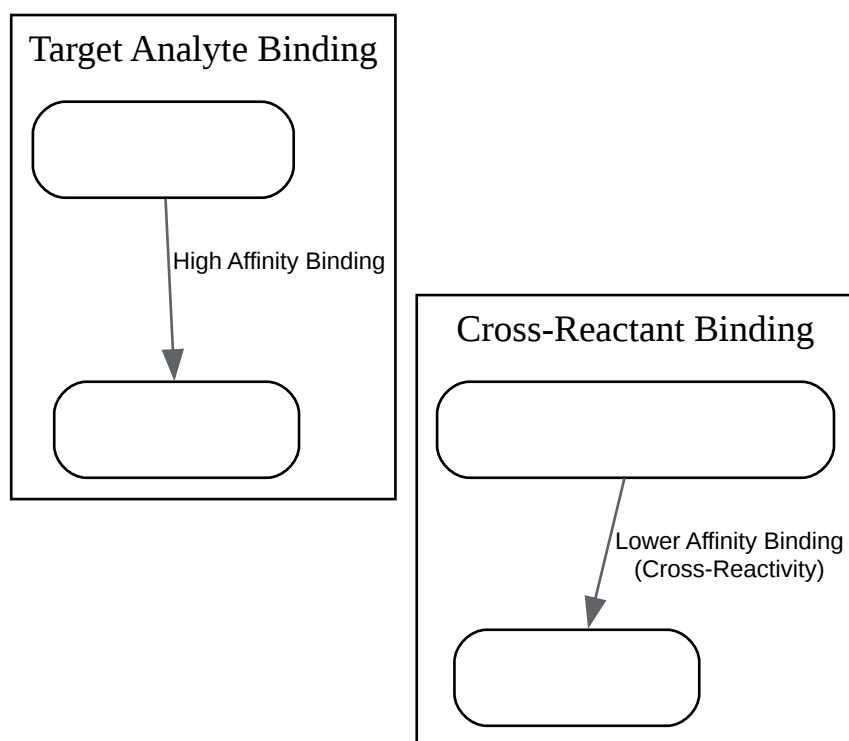 Target Analyte Binding
High Affinity Binding
Cross-Reactant Binding
Lower Affinity Binding
(Cross-Reactivity)